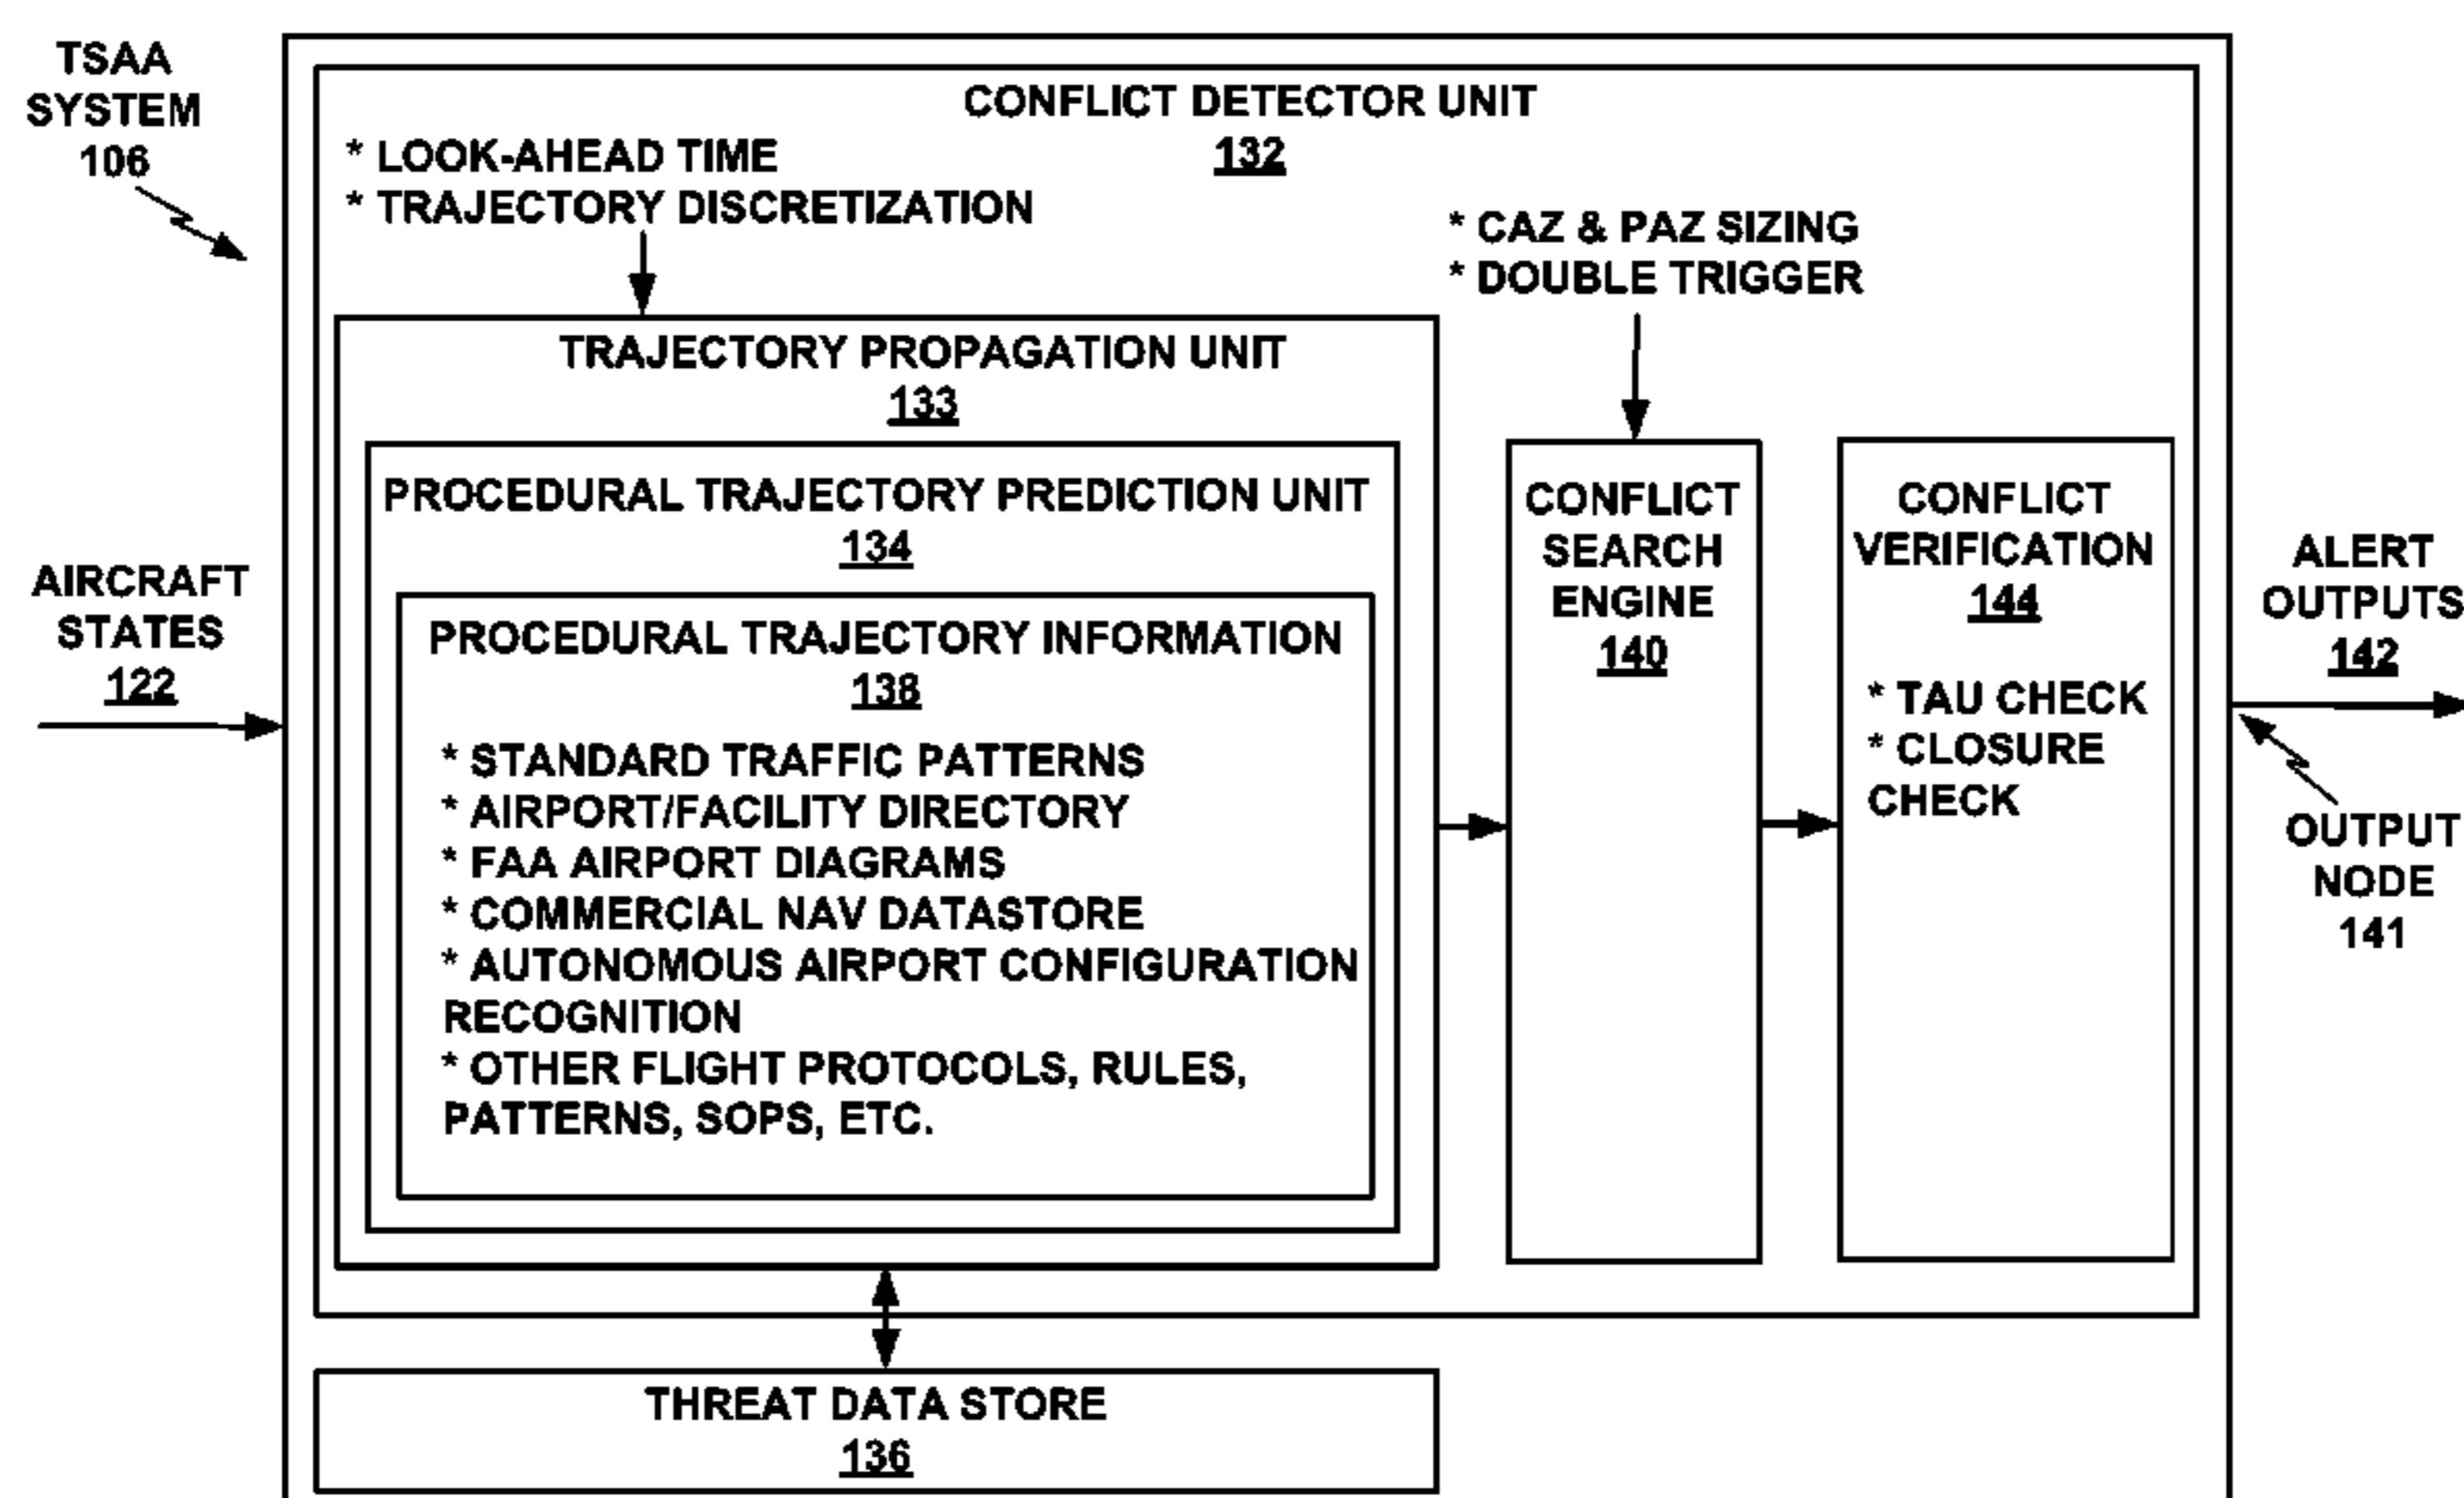 TSAA
SYSTEM
106
CONFLICT DETECTOR UNIT
132
* LOOK-AHEAD TIME
* TRAJECTORY DISCRETIZATION
* CAZ & PAZ SIZING
* DOUBLE TRIGGER
TRAJECTORY PROPAGATION UNIT
133
PROCEDURAL TRAJECTORY PREDICTION UNIT
134
PROCEDURAL TRAJECTORY INFORMATION
138
* STANDARD TRAFFIC PATTERNS
* AIRPORT/FACILITY DIRECTORY
* FAA AIRPORT DIAGRAMS
* COMMERCIAL NAV DATASTORE
* AUTONOMOUS AIRPORT CONFIGURATION
RECOGNITION
* OTHER FLIGHT PROTOCOLS, RULES,
PATTERNS, SOPS, ETC.
AIRCRAFT
STATES
122
CONFLICT
SEARCH
ENGINE
140
CONFLICT
VERIFICATION
144
* TAU CHECK
* CLOSURE
CHECK
ALERT
OUTPUTS
142
OUTPUT
NODE
141
THREAT DATA STORE
136